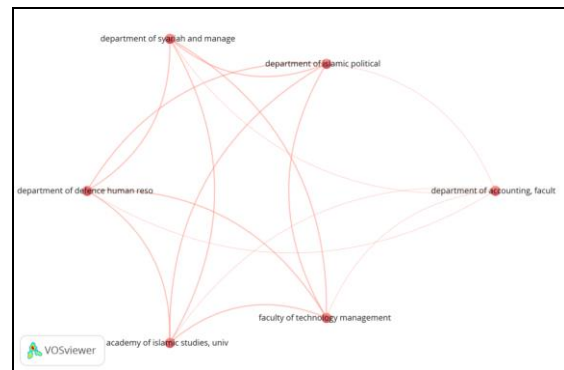 department of syariah and manage
department of islamic political
department of defence human reso
department of accounting, facult
faculty of technology management
academy of islamic studies, univ
VOSviewer